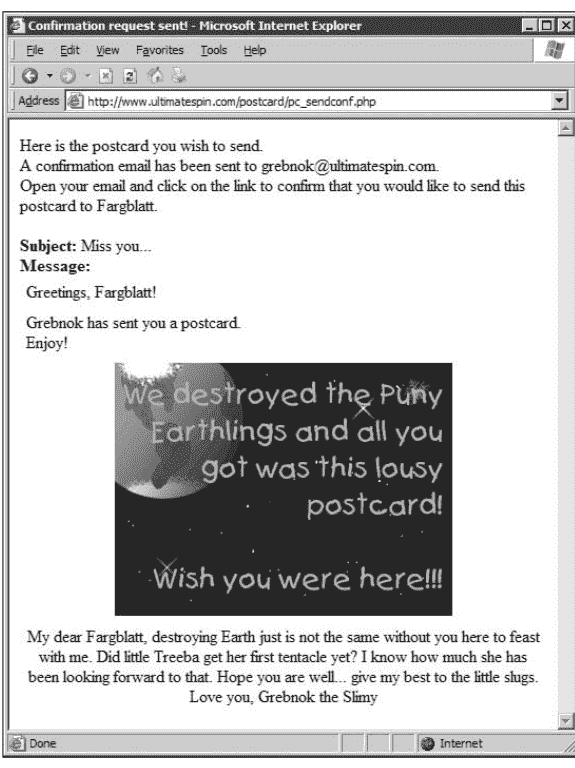 Confirmation request sent! - Microsoft Internet Explorer
File Edit View Favorites Tools Help
Address http://www.ultimatespin.com/postcard/pc_sendconf.php
Here is the postcard you wish to send.
A confirmation email has been sent to grebnok@ultimatespin.com.
Open your email and click on the link to confirm that you would like to send this
postcard to Fargblatt.
Subject: Miss you...
Message:
Greetings, Fargblatt!
Grebnok has sent you a postcard.
Enjoy!
We destroyed the Puny
Earthlings and all you
got was this lousy
postcard!
Wish you were here!!!
My dear Fargblatt, destroying Earth just is not the same without you here to feast
with me. Did little Treeba get her first tentacle yet? I know how much she has
been looking forward to that. Hope you are well... give my best to the little slugs.
Love you, Grebnok the Slimy
Done Internet